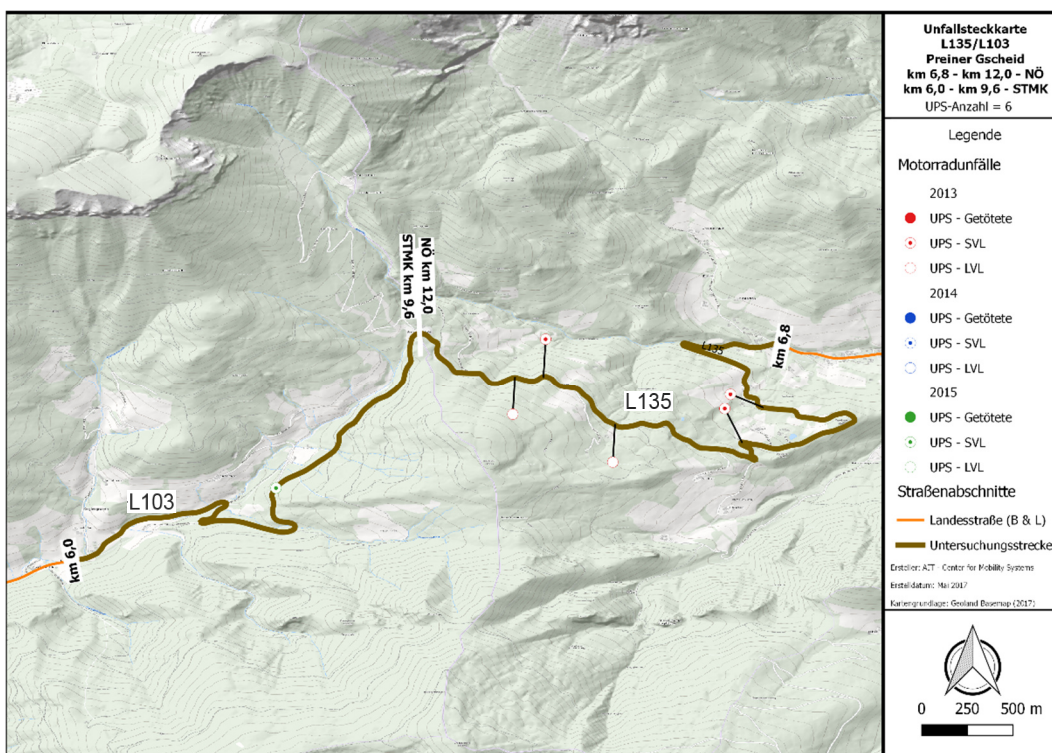 Unfallsteckkarte
L135/L103
Preiner Gscheid
km 6,8 - km 12,0 - NÖ
km 6,0 - km 9,6 - STMK
UPS-Anzahl = 6
Legende
Motorradunfälle
2013
UPS - Getötete
UPS - SVL
UPS - LVL
2014
UPS - Getötete
UPS - SVL
UPS - LVL
2015
UPS - Getötete
UPS - SVL
UPS - LVL
Straßenabschnitte
Landesstraße (B & L)
Untersuchungsstrecke
Ersteller: AIT - Center for Mobility Systems
Erstelldatum: Mai 2017
Kartengrundlage: Geoland Basemap (2017)
0 250 500 m
NÖ km 12,0
STMK km 9,6
km 6,8
L135
L135
L103
km 6,0